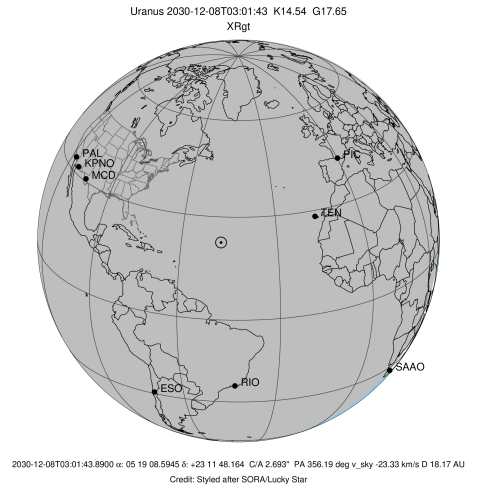 Uranus 2030-12-08T03:01:43 K14.54 G17.65
XRgt
PAL
KPNO
MCD
PIC
TEN
SAAO
RIO
ESO
2030-12-08T03:01:43.8900 α: 05 19 08.5945 δ: +23 11 48.164 C/A 2.693" PA 356.19 deg v_sky -23.33 km/s D 18.17 AU
Credit: Styled after SORA/Lucky Star